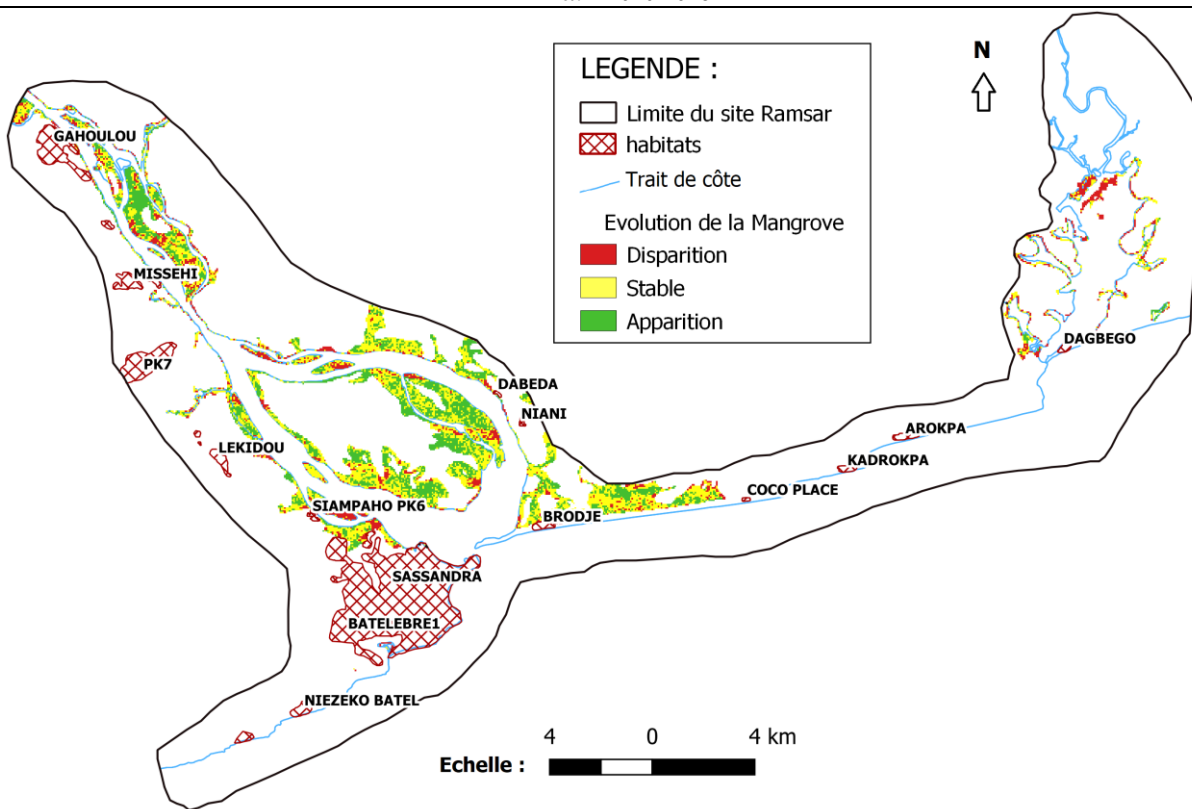 LEGENDE :
Limite du site Ramsar
habitats
Trait de côte
Evolution de la Mangrove
Disparition
Stable
Apparition
N
GAHOULOU
MISSEHI
PK7
DABEDA
NIANI
LEKIDOU
SIAMPAHO PK6
BRODJE
COCO PLACE
KADROKPA
AROKPA
DAGBEGO
SASSANDRA
BATELEBRE1
NIEZEKO BATEL
4 0 4 km
Echelle :